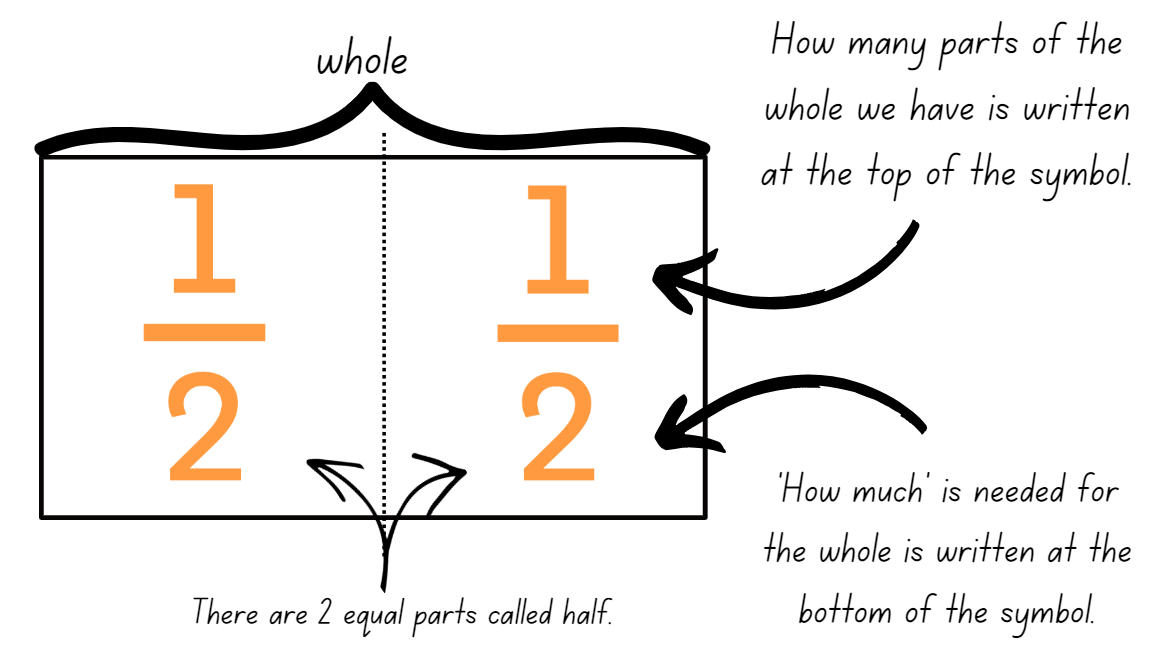 whole
How many parts of the
whole we have is written
at the top of the symbol.
1 1
2 2
'How much' is needed for
the whole is written at the
bottom of the symbol.
There are 2 equal parts called half.